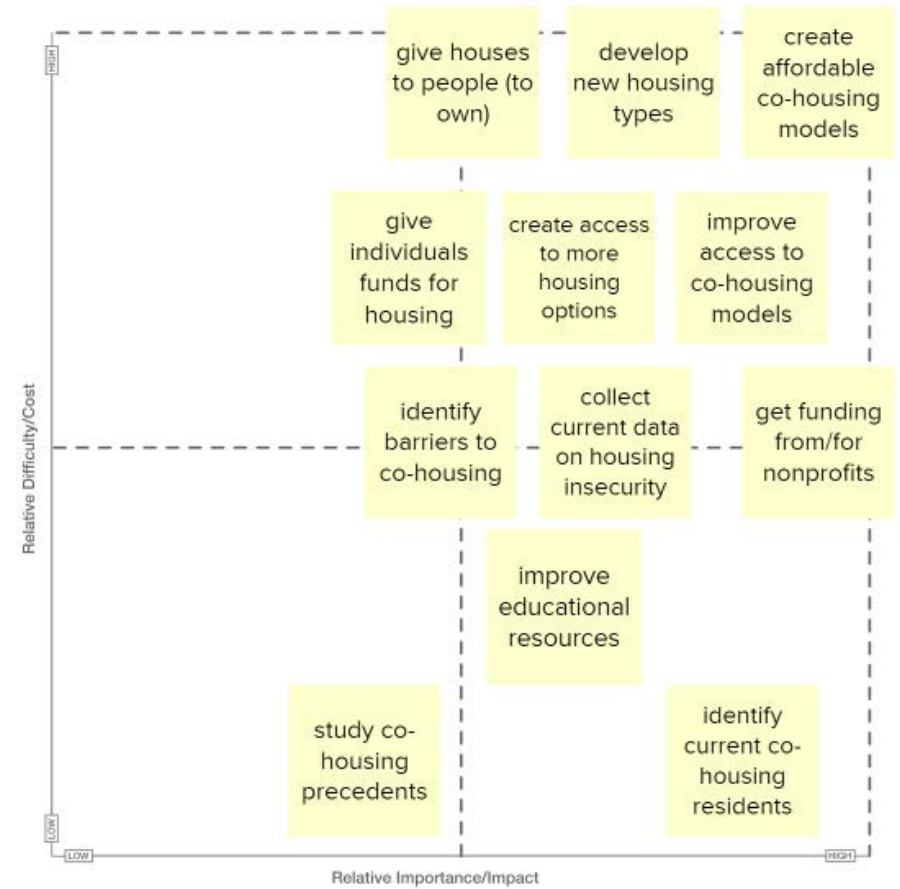 HIGH
give houses
to people (to
own)
develop
new housing
types
create
affordable
co-housing
models
give
individuals
funds for
housing
create access
to more
housing
options
improve
access to
co-housing
models
identify
barriers to
co-housing
collect
current data
on housing
insecurity
get funding
from/for
nonprofits
Relative Difficulty/Cost
improve
educational
resources
study co-
housing
precedents
identify
current co-
housing
residents
LOW
LOW
HIGH
Relative Importance/Impact